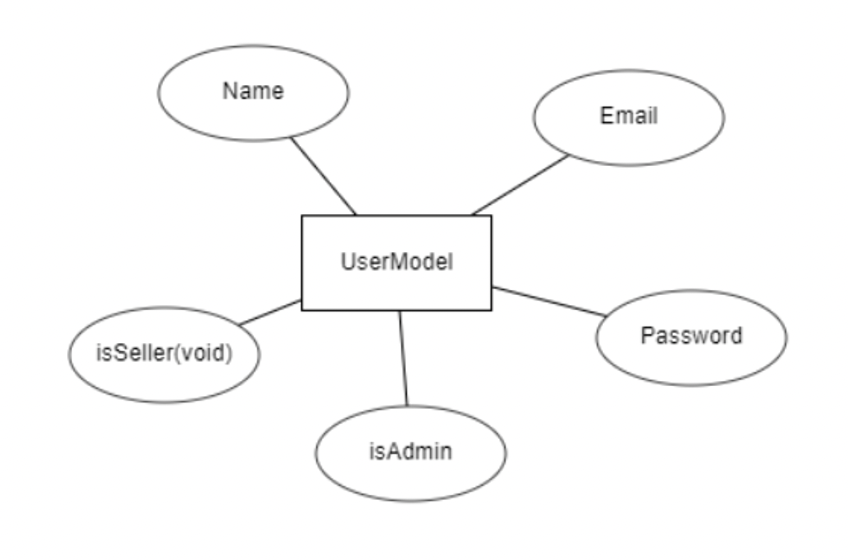 Name
Email
UserModel
Password
isSeller(void)
isAdmin